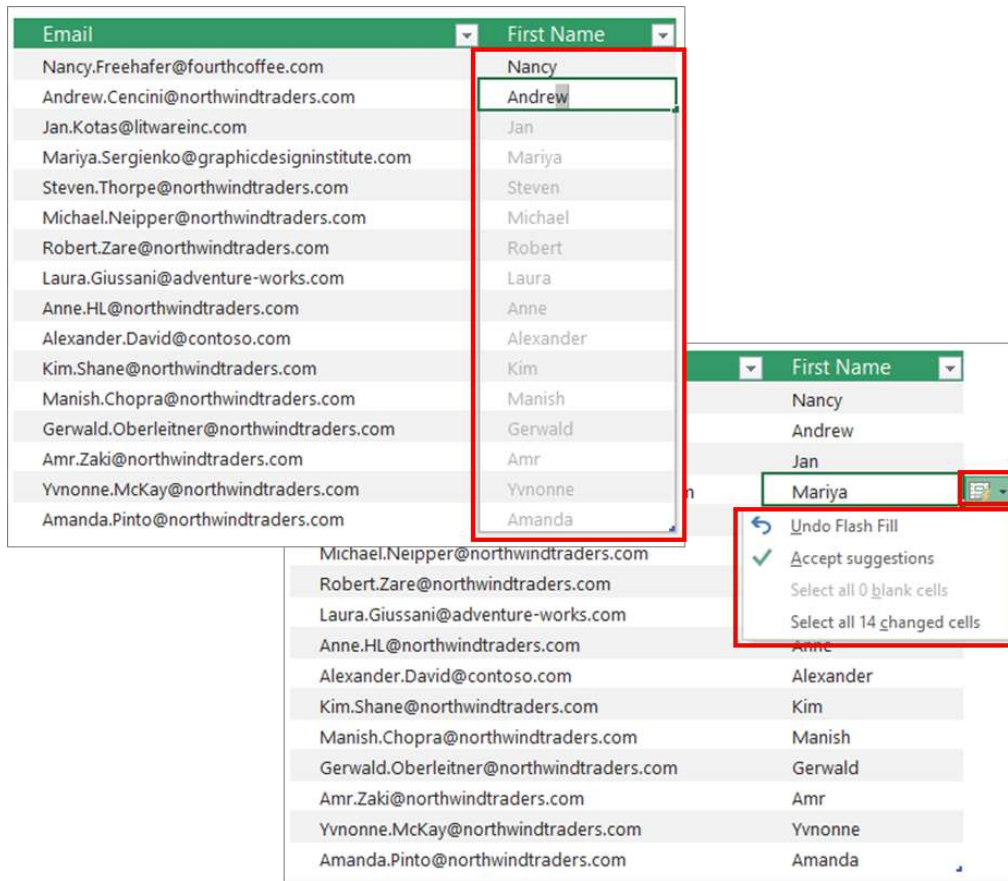 Email First Name
Nancy.Freehafer@fourthcoffee.com Nancy
Andrew.Cencini@northwindtraders.com Andrew
Jan.Kotas@litwareinc.com Jan
Mariya.Sergienko@graphicdesigninstitute.com Mariya
Steven.Thorpe@northwindtraders.com Steven
Michael.Neipper@northwindtraders.com Michael
Robert.Zare@northwindtraders.com Robert
Laura.Giussani@adventure-works.com Laura
Anne.HL@northwindtraders.com Anne
Alexander.David@contoso.com Alexander
Kim.Shane@northwindtraders.com Kim
Manish.Chopra@northwindtraders.com Manish
Gerwald.Oberleitner@northwindtraders.com Gerwald
Amr.Zaki@northwindtraders.com Amr
Yvnonne.McKay@northwindtraders.com Yvnonne
Amanda.Pinto@northwindtraders.com Amanda
First Name
Nancy
Andrew
Jan
m Mariya
Undo Flash Fill
Michael.Neipper@northwindtraders.com Accept suggestions
Robert.Zare@northwindtraders.com Select all 0 blank cells
Laura.Giussani@adventure-works.com Select all 14 changed cells
Anne.HL@northwindtraders.com Anne
Alexander.David@contoso.com Alexander
Kim.Shane@northwindtraders.com Kim
Manish.Chopra@northwindtraders.com Manish
Gerwald.Oberleitner@northwindtraders.com Gerwald
Amr.Zaki@northwindtraders.com Amr
Yvnonne.McKay@northwindtraders.com Yvnonne
Amanda.Pinto@northwindtraders.com Amanda